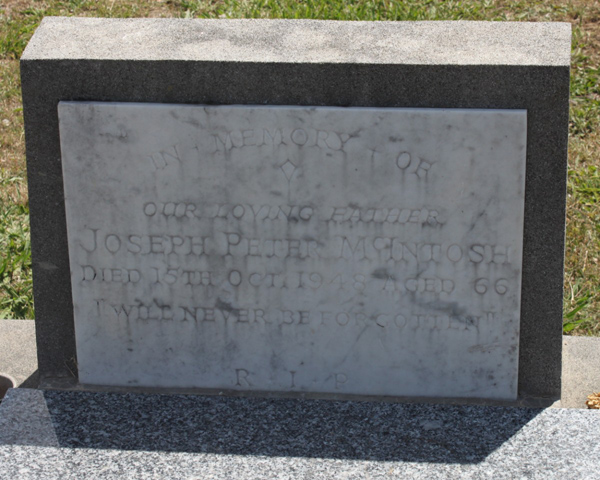 IN MEMORY OF
OUR LOVING FATHER
JOSEPH PETER McINTOSH
DIED 15TH OCT. 1948 AGED 66
"I WILL NEVER BE FORGOTTEN"
R. I. P.